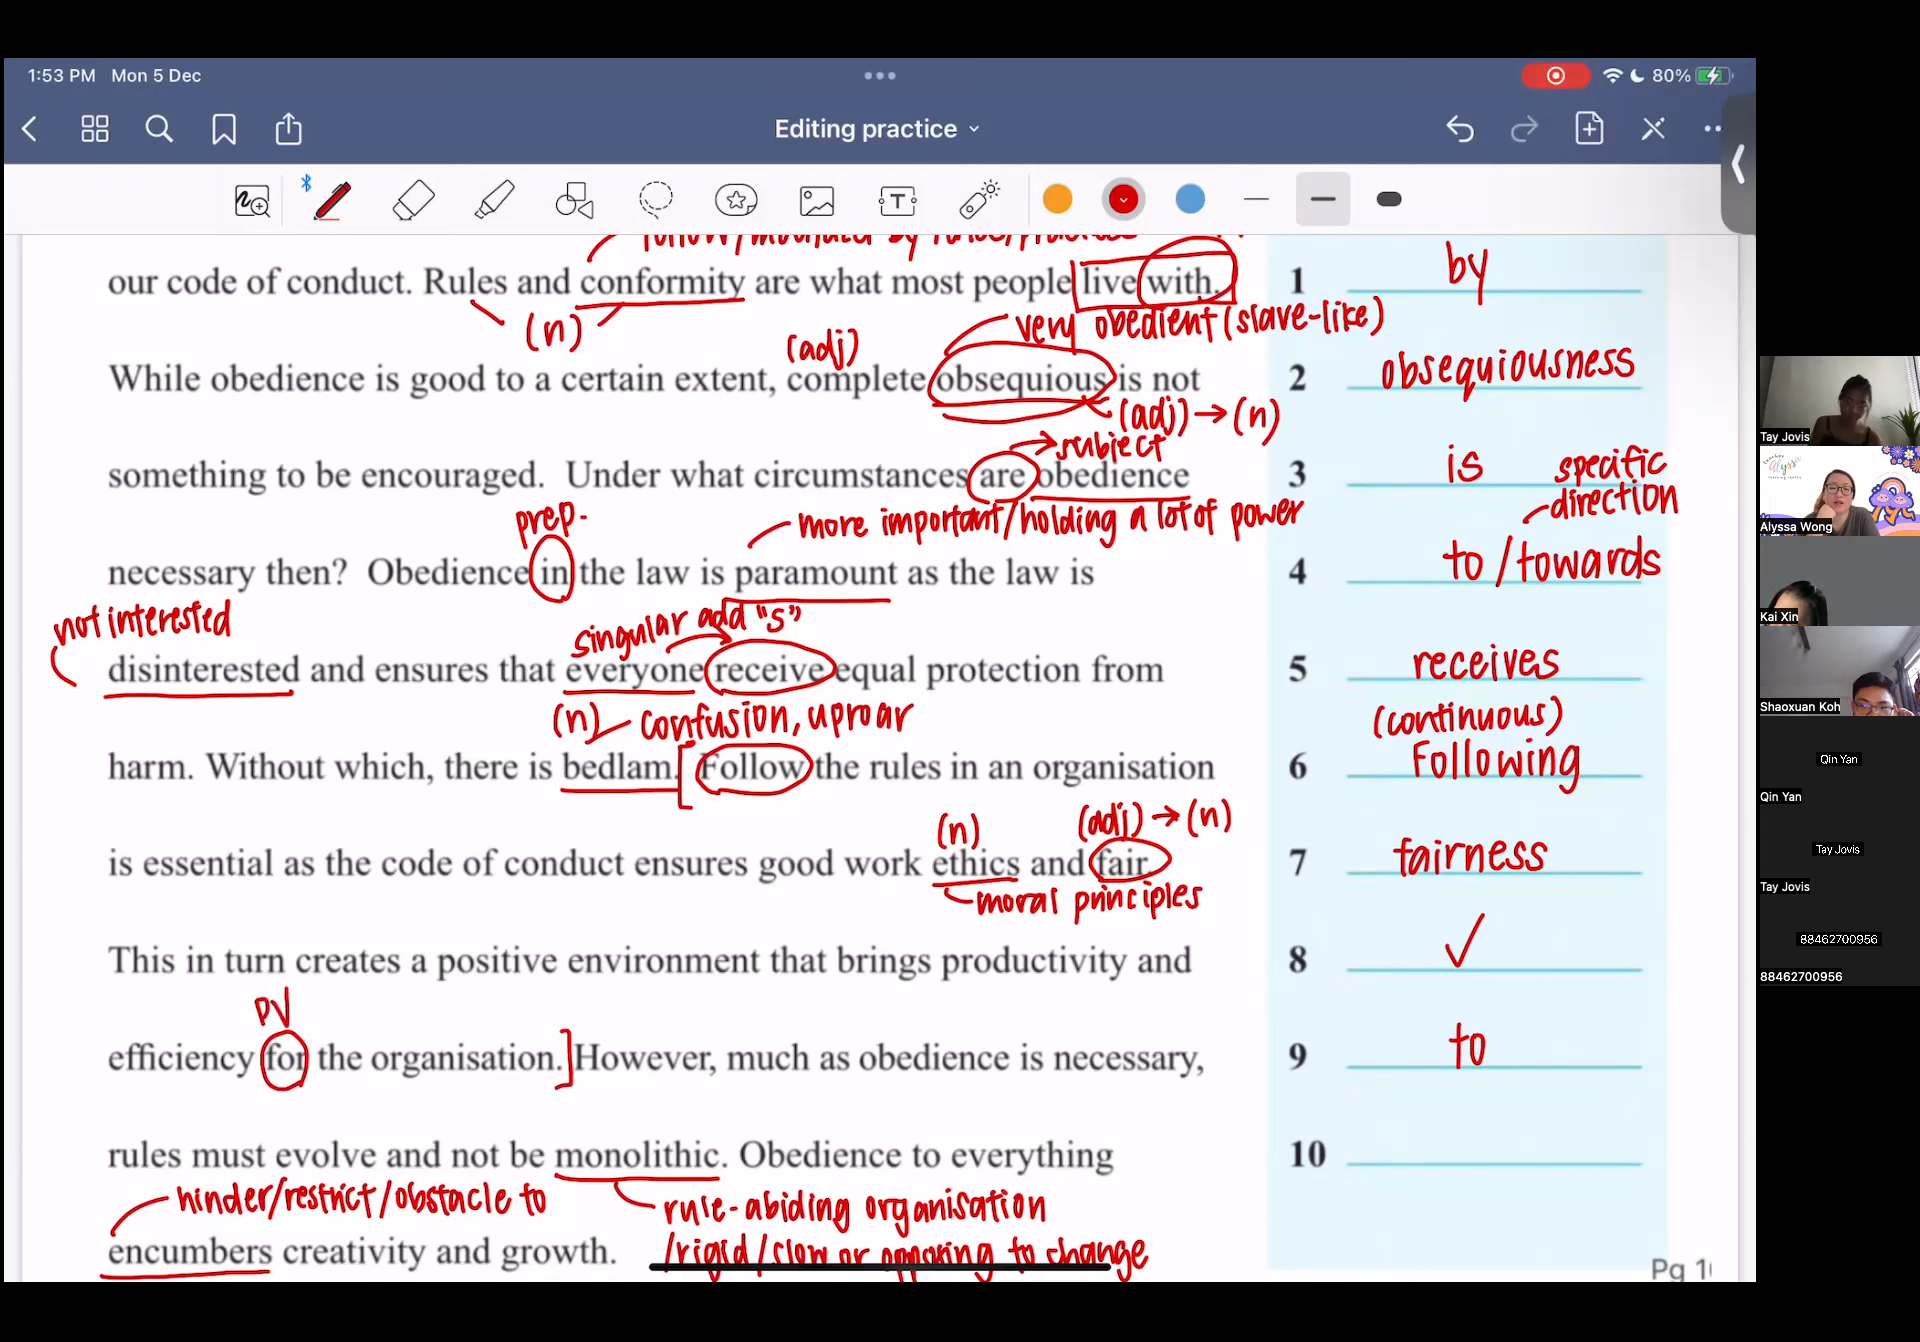 1:53 PM Mon 5 Dec
80%
Editing practice
our code of conduct. Rules and conformity are what most people live with. 1 by
(n)
very obedient (slave-like)
(adj)
While obedience is good to a certain extent, complete obsequious is not 2 obsequiousness
(adj) → (n)
subject
something to be encouraged. Under what circumstances are obedience 3 is
specific
direction
prep.
more important/holding a lot of power
necessary then? Obedience in the law is paramount as the law is 4 to / towards
not interested
singular add "s"
disinterested and ensures that everyone receive equal protection from 5 receives
(n) confusion, uproar
(continuous)
harm. Without which, there is bedlam. Follow the rules in an organisation 6 Following
(n) (adj) → (n)
is essential as the code of conduct ensures good work ethics and fair. 7 fairness
moral principles
This in turn creates a positive environment that brings productivity and 8 ✓
PV
efficiency for the organisation. However, much as obedience is necessary, 9 to
rules must evolve and not be monolithic. Obedience to everything 10
hinder/restrict/obstacle to
rule-abiding organisation
encumbers creativity and growth.
/rigid/slow or opposing to change
Tay Jovis
Alyssa Wong
Kai Xin
Shaoxuan Koh
Qin Yan
Qin Yan
Tay Jovis
Tay Jovis
88462700956
88462700956